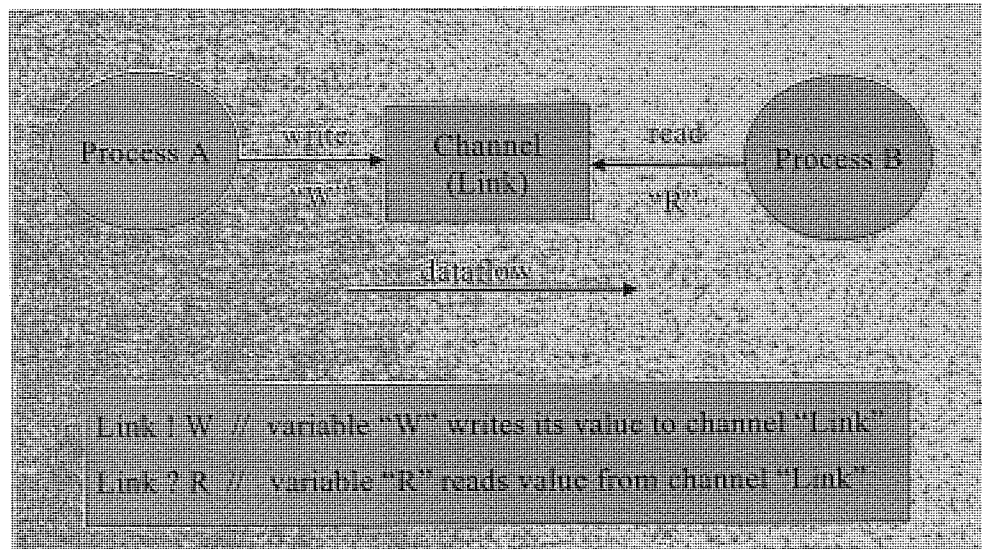 Process A
write
"W"
Channel
(Link)
read
"R"
Process B
dataflow
Link ! W // variable “W” writes its value to channel “Link”
Link ? R // variable “R” reads value from channel “Link”